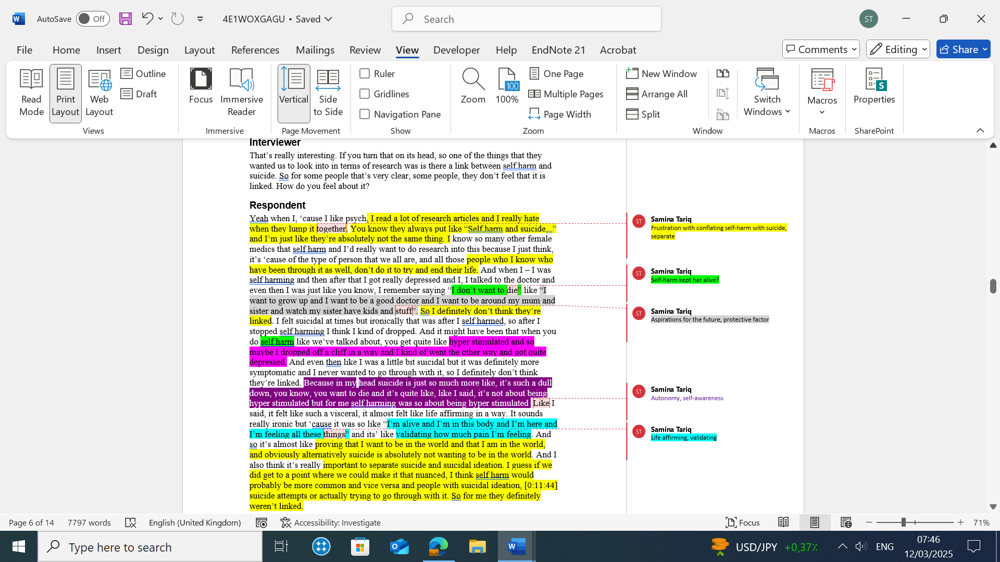 AutoSave Off 4E1WOXGAGU • Saved Search ST
File Home Insert Design Layout References Mailings Review View Developer Help EndNote 21 Acrobat Comments Editing Share
Read Mode
Print Layout
Web Layout
Outline
Draft
Views
Focus
Immersive Reader
Immersive
Vertical
Side to Side
Page Movement
Ruler
Gridlines
Navigation Pane
Show
Zoom
100
100%
One Page
Multiple Pages
Page Width
Zoom
New Window
Arrange All
Split
Switch Windows
Window
Macros
Macros
S
Properties
SharePoint
Interviewer
That’s really interesting. If you turn that on its head, so one of the things that they
wanted us to look into in terms of research was is there a link between self harm and
suicide. So for some people that’s very clear, some people, they don’t feel that it is
linked. How do you feel about it?
Respondent
Yeah when I, ‘cause I like psych, I read a lot of research articles and I really hate
when they lump it together. You know they always put like “Self harm and suicide...”
and I’m just like they’re absolutely not the same thing. I know so many other female
medics that self harm and I’d really want to do research into this because I just think,
it’s ‘cause of the type of person that we all are, and all those people who I know who
have been through it as well, don’t do it to try and end their life. And when I – I was
self harming and then after that I got really depressed and I, I talked to the doctor and
even then I was just like you know, I remember saying “I don’t want to die” like “I
want to grow up and I want to be a good doctor and I want to be around my mum and
sister and watch my sister have kids and stuff”. So I definitely don’t think they’re
linked. I felt suicidal at times but ironically that was after I self harmed, so after I
stopped self harming I think I kind of dropped. And it might have been that when you
do self harm like we’ve talked about, you get quite like hyper stimulated and so
maybe I dropped off a cliff in a way and I kind of went the other way and got quite
depressed. And even then like I was a little bit suicidal but it was definitely more
symptomatic and I never wanted to go through with it, so I definitely don’t think
they’re linked. Because in my head suicide is just so much more like, it’s such a dull
down, you know, you want to die and it’s quite like, like I said, it’s not about being
hyper stimulated but for me self harming was so about being hyper stimulated Like I
said, it felt like such a visceral, it almost felt like life affirming in a way. It sounds
really ironic but ‘cause it was so like “I’m alive and I’m in this body and I’m here and
I’m feeling all these things” and its’ like validating how much pain I’m feeling. And
so it’s almost like proving that I want to be in the world and that I am in the world,
and obviously alternatively suicide is absolutely not wanting to be in the world. And I
also think it’s really important to separate suicide and suicidal ideation. I guess if we
did get to a point where we could make it that nuanced, I think self harm would
probably be more common and vice versa and people with suicidal ideation, [0:11:44]
suicide attempts or actually trying to go through with it. So for me they definitely
weren’t linked.
ST Samina Tariq
Frustration with conflating self-harm with suicide,
separate
ST Samina Tariq
Self-harm kept her alive?
ST Samina Tariq
Aspirations for the future, protective factor
ST Samina Tariq
Autonomy, self-awareness
ST Samina Tariq
Life affirming, validating
Page 6 of 14 7797 words English (United Kingdom) Accessibility: Investigate Focus 71%
Type here to search USD/JPY +0,37% ENG 07:46
12/03/2025